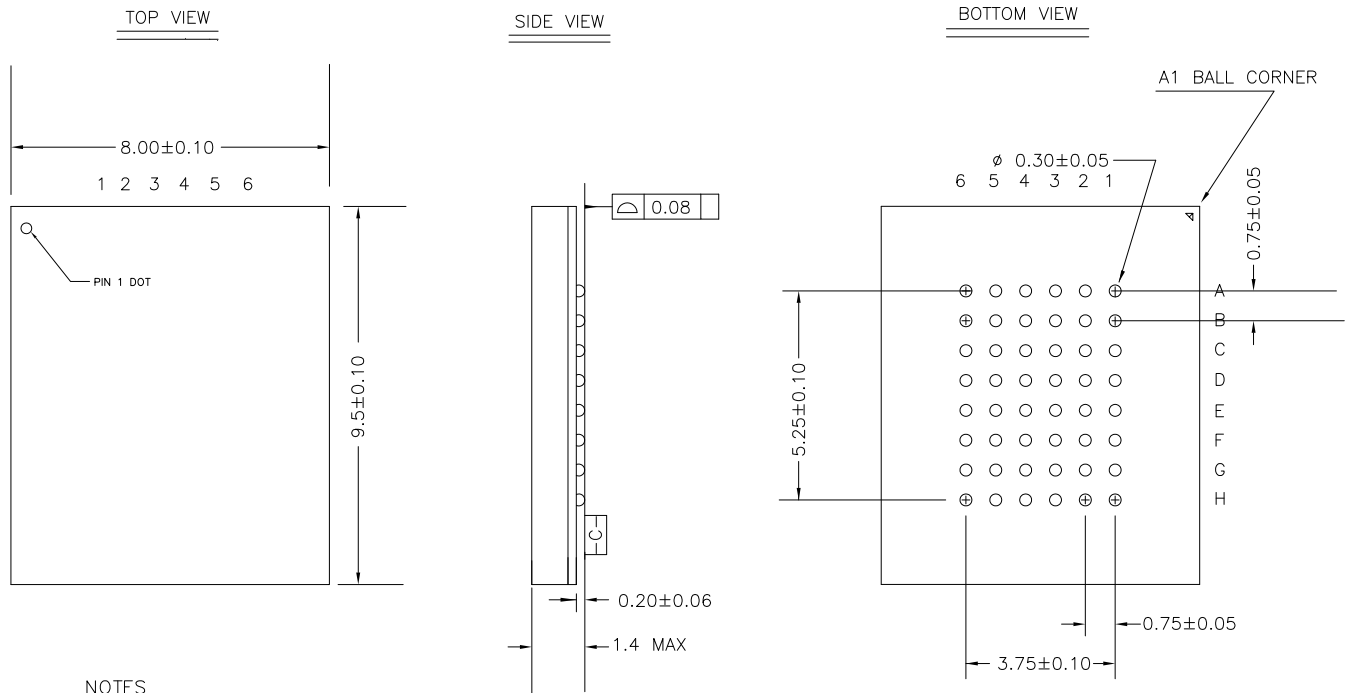 TOP VIEW
SIDE VIEW
BOTTOM VIEW
A1 BALL CORNER
8.00±0.10
1 2 3 4 5 6
PIN 1 DOT
9.5±0.10
0.08
-C-
0.20±0.06
1.4 MAX
ø 0.30±0.05
6 5 4 3 2 1
0.75±0.05
A
B
C
D
E
F
G
H
5.25±0.10
0.75±0.05
3.75±0.10
NOTES